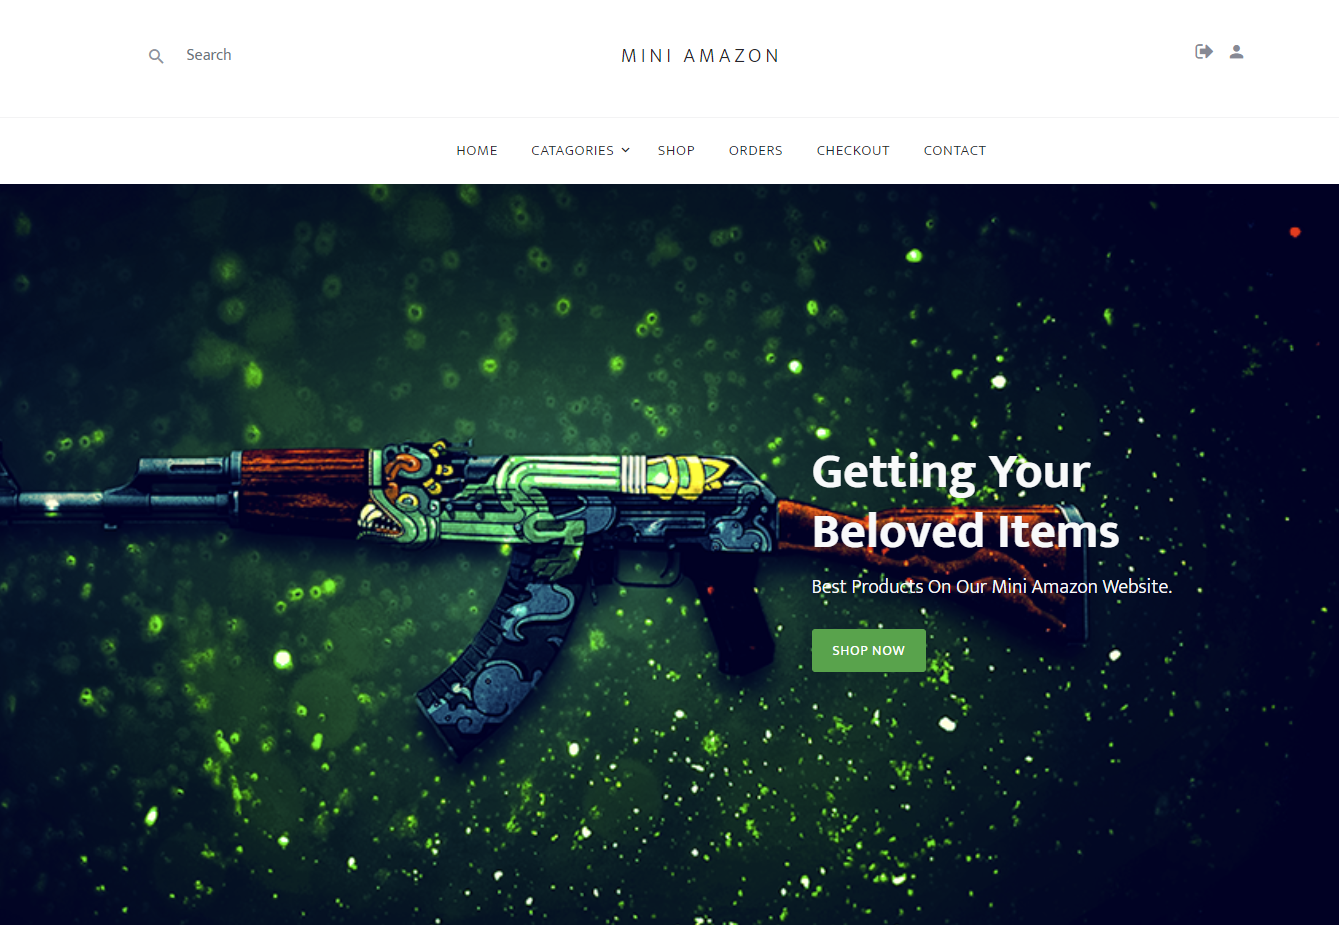 Search
MINI AMAZON
HOME CATAGORIES SHOP ORDERS CHECKOUT CONTACT
Getting Your
Beloved Items
Best Products On Our Mini Amazon Website.
SHOP NOW